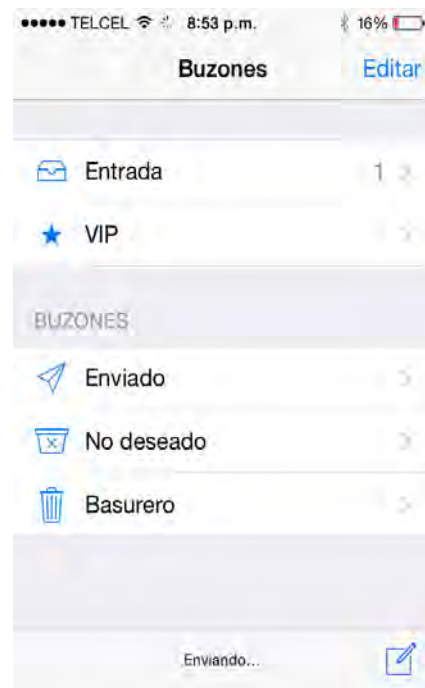 TELCEL 8:53 p.m. 16%
Buzones Editar
Entrada 1
VIP
BUZONES
Enviado
No deseado
Basurero
Enviando...